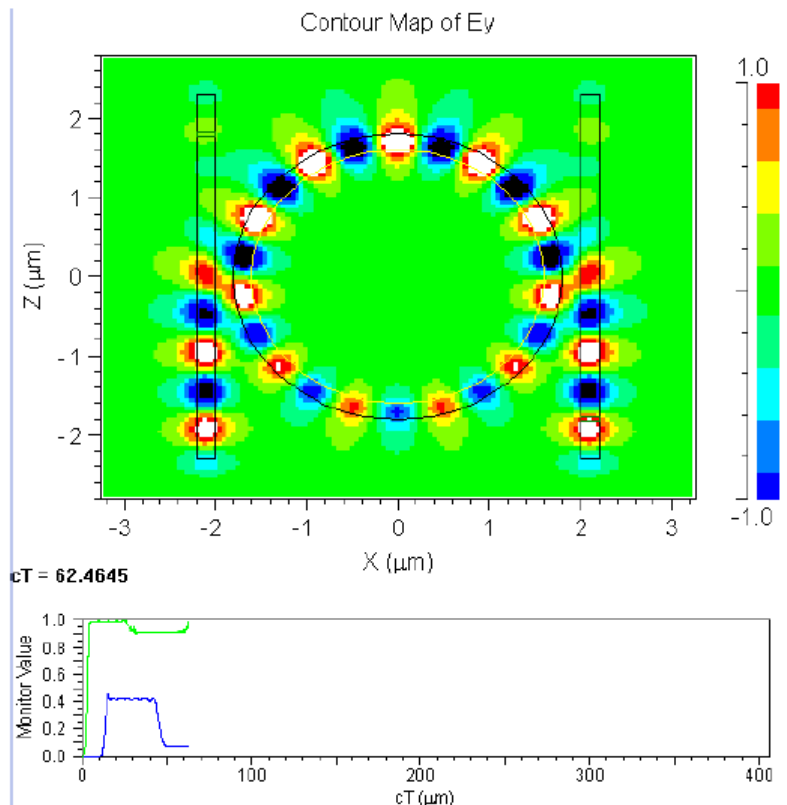 Contour Map of Ey
1.0
2
1
0
-1
-2
Z (μm)
-1.0
-3 -2 -1 0 1 2 3
X (μm)
cT = 62.4645
1.0
0.8
0.6
0.4
0.2
0.0
Monitor Value
0 100 200 300 400
cT (μm)